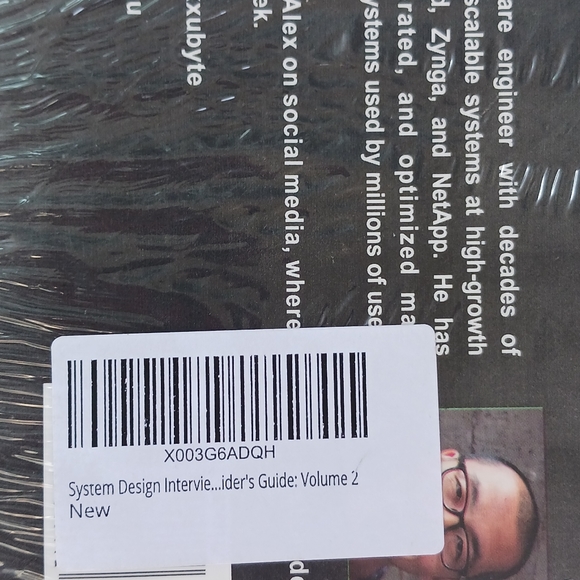 are engineer with decades of
scalable systems at high-growth
Zynga, and NetApp. He has
rated, and optimized
ystems used by millions of use
Alex on social media, where
ek.
xubyte
u
X003G6ADQH
System Design Intervie...ider's Guide: Volume 2
New